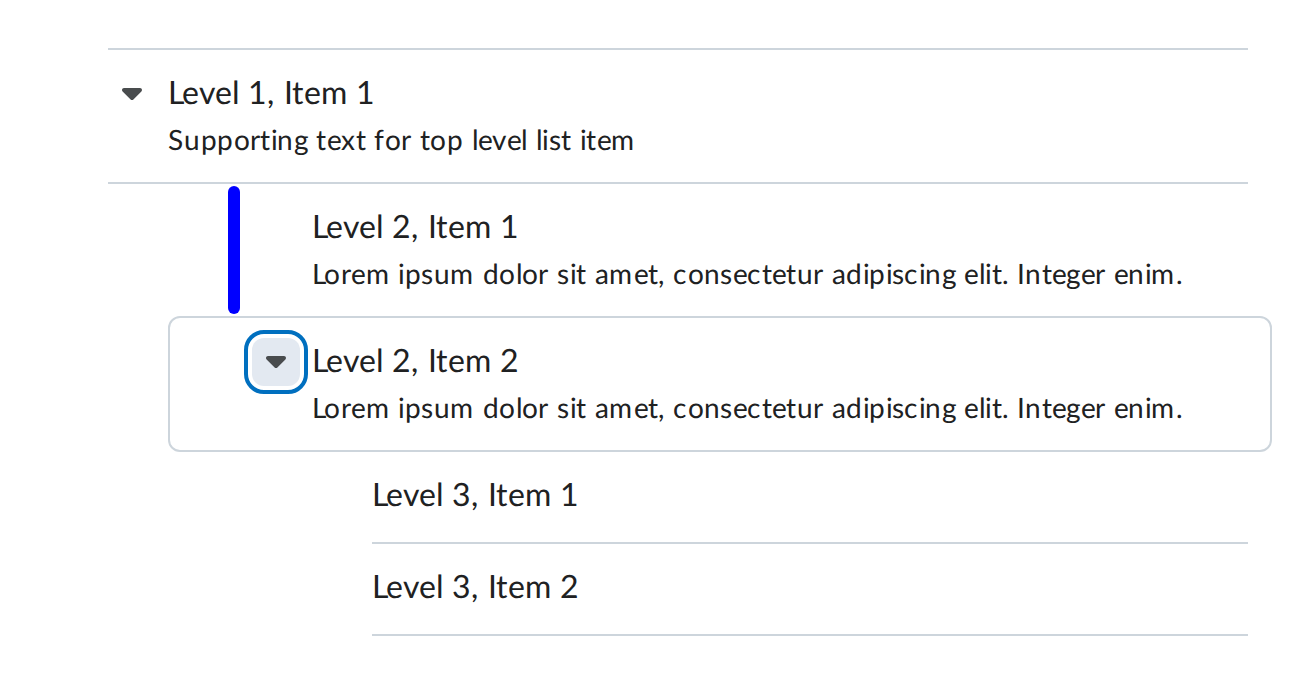 Level 1, Item 1
Supporting text for top level list item
Level 2, Item 1
Lorem ipsum dolor sit amet, consectetur adipiscing elit. Integer enim.
Level 2, Item 2
Lorem ipsum dolor sit amet, consectetur adipiscing elit. Integer enim.
Level 3, Item 1
Level 3, Item 2